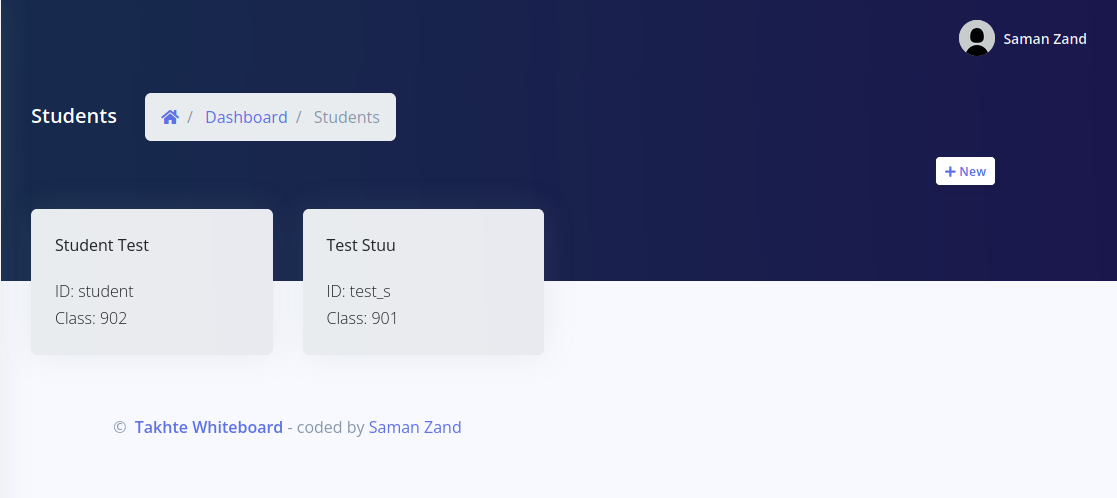 Saman Zand
Students
/ Dashboard / Students
+ New
Student Test
ID: student
Class: 902
Test Stuu
ID: test_s
Class: 901
© Takhte Whiteboard - coded by Saman Zand